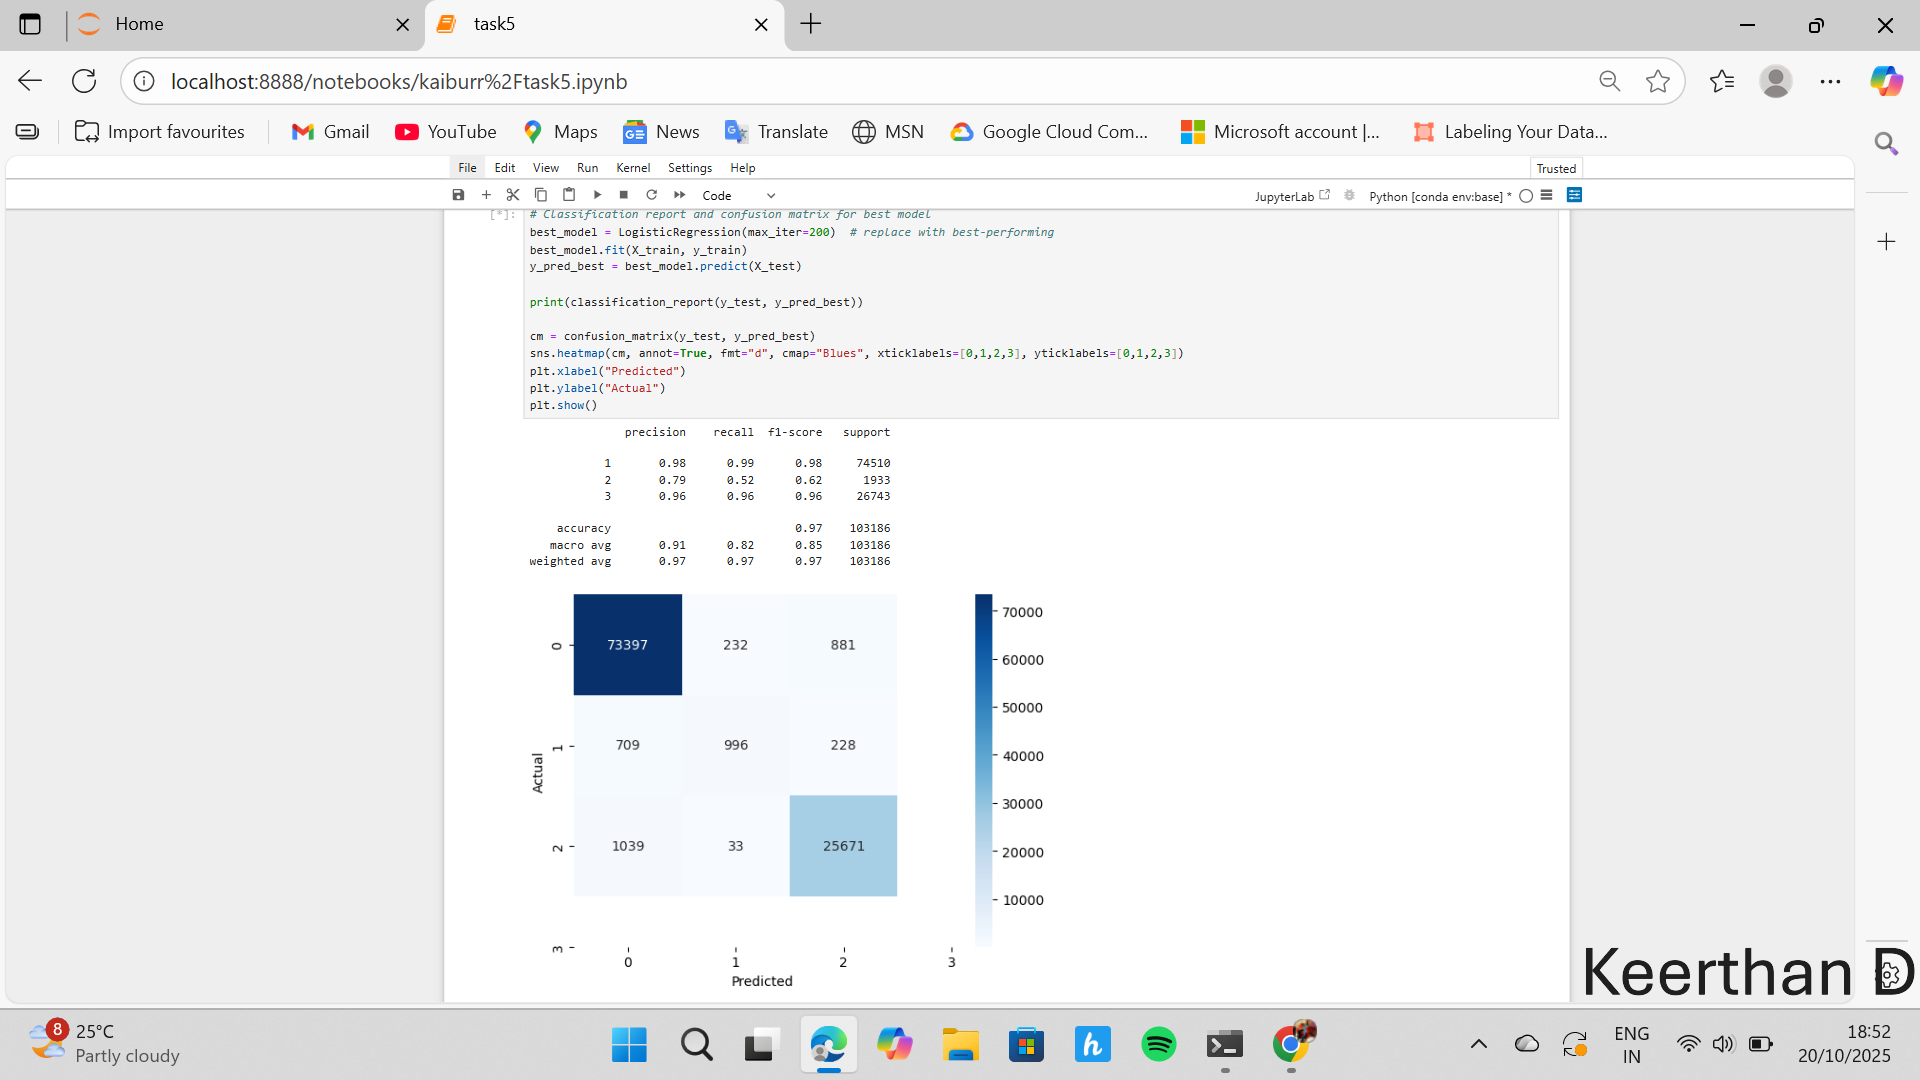 Home
task5
localhost:8888/notebooks/kaiburr%2Ftask5.ipynb
Import favourites
Gmail
YouTube
Maps
News
Translate
MSN
Google Cloud Com...
Microsoft account |...
Labeling Your Data...
File Edit View Run Kernel Settings Help
Trusted
Code
JupyterLab
Python [conda env:base] *
[*]: # Classification report and confusion matrix for best model
best_model = LogisticRegression(max_iter=200)  # replace with best-performing
best_model.fit(X_train, y_train)
y_pred_best = best_model.predict(X_test)
print(classification_report(y_test, y_pred_best))
cm = confusion_matrix(y_test, y_pred_best)
sns.heatmap(cm, annot=True, fmt="d", cmap="Blues", xticklabels=[0,1,2,3], yticklabels=[0,1,2,3])
plt.xlabel("Predicted")
plt.ylabel("Actual")
plt.show()
precision recall f1-score support
1 0.98 0.99 0.98 74510
2 0.79 0.52 0.62 1933
3 0.96 0.96 0.96 26743
accuracy 0.97 103186
macro avg 0.91 0.82 0.85 103186
weighted avg 0.97 0.97 0.97 103186
0 73397 232 881
1 709 996 228
2 1039 33 25671
3
0 1 2 3
Predicted
Actual
70000
60000
50000
40000
30000
20000
10000
Keerthan D
8
25°C
Partly cloudy
ENG
IN
18:52
20/10/2025